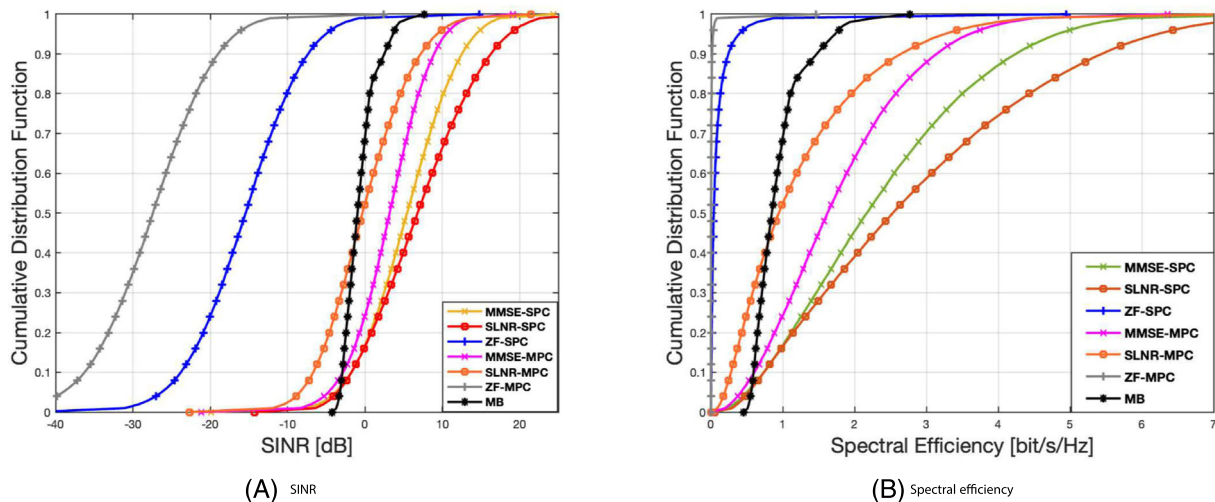 Cumulative Distribution Function
1
0.9
0.8
0.7
0.6
0.5
0.4
0.3
0.2
0.1
0
-40
-30
-20
-10
0
10
20
SINR [dB]
MMSE-SPC
SLNR-SPC
ZF-SPC
MMSE-MPC
SLNR-MPC
ZF-MPC
MB
(A) SINR
Cumulative Distribution Function
1
0.9
0.8
0.7
0.6
0.5
0.4
0.3
0.2
0.1
0
0
1
2
3
4
5
6
7
Spectral Efficiency [bit/s/Hz]
MMSE-SPC
SLNR-SPC
ZF-SPC
MMSE-MPC
SLNR-MPC
ZF-MPC
MB
(B) Spectral efficiency